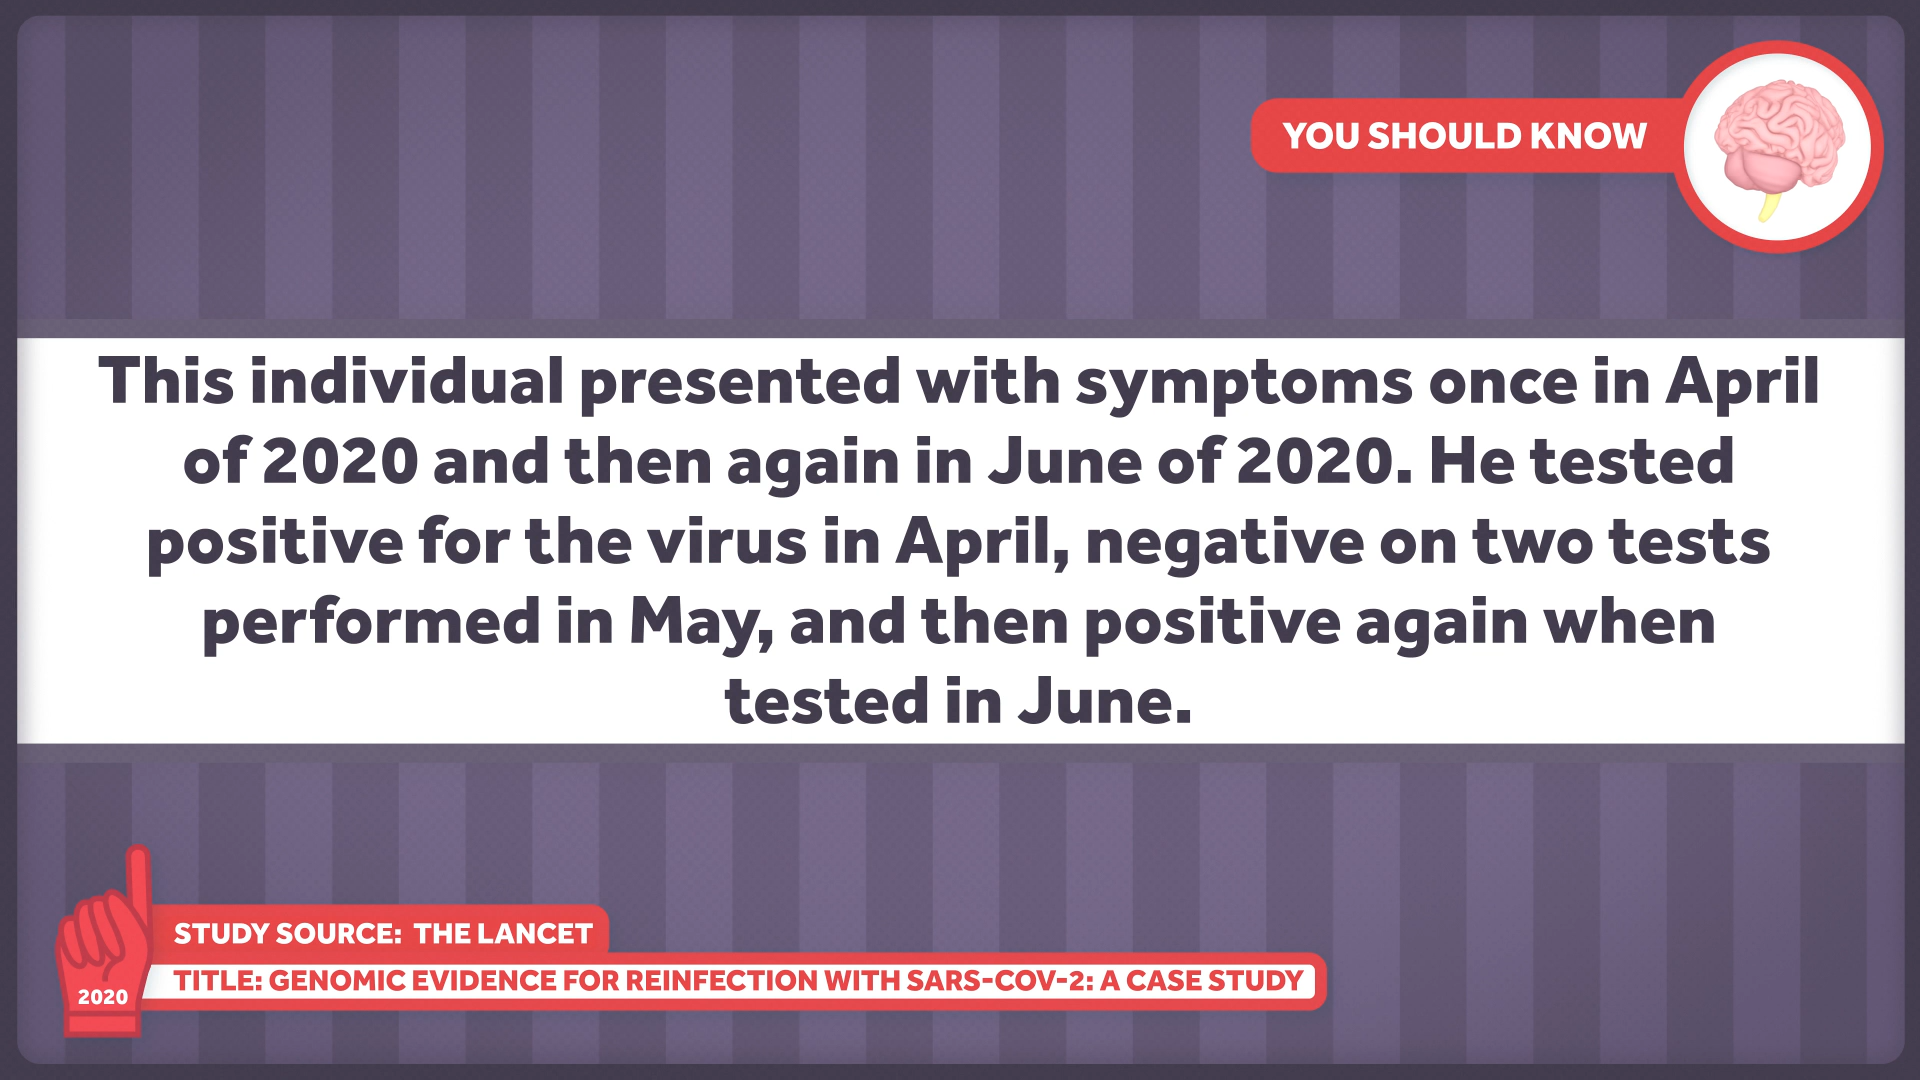 YOU SHOULD KNOW
This individual presented with symptoms once in April
of 2020 and then again in June of 2020. He tested
positive for the virus in April, negative on two tests
performed in May, and then positive again when
tested in June.
STUDY SOURCE: THE LANCET
TITLE: GENOMIC EVIDENCE FOR REINFECTION WITH SARS-COV-2: A CASE STUDY
2020